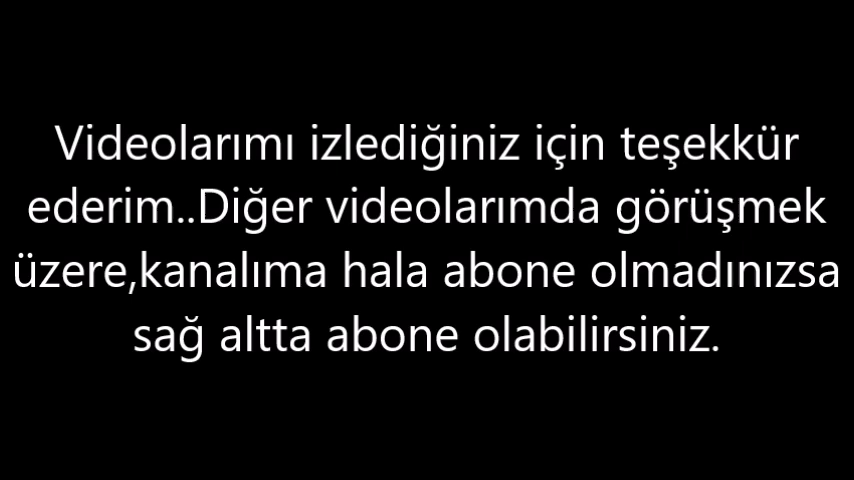 Videolarımı izlediğiniz için teşekkür
ederim..Diğer videolarımda görüşmek
üzere,kanalıma hala abone olmadınızsa
sağ altta abone olabilirsiniz.